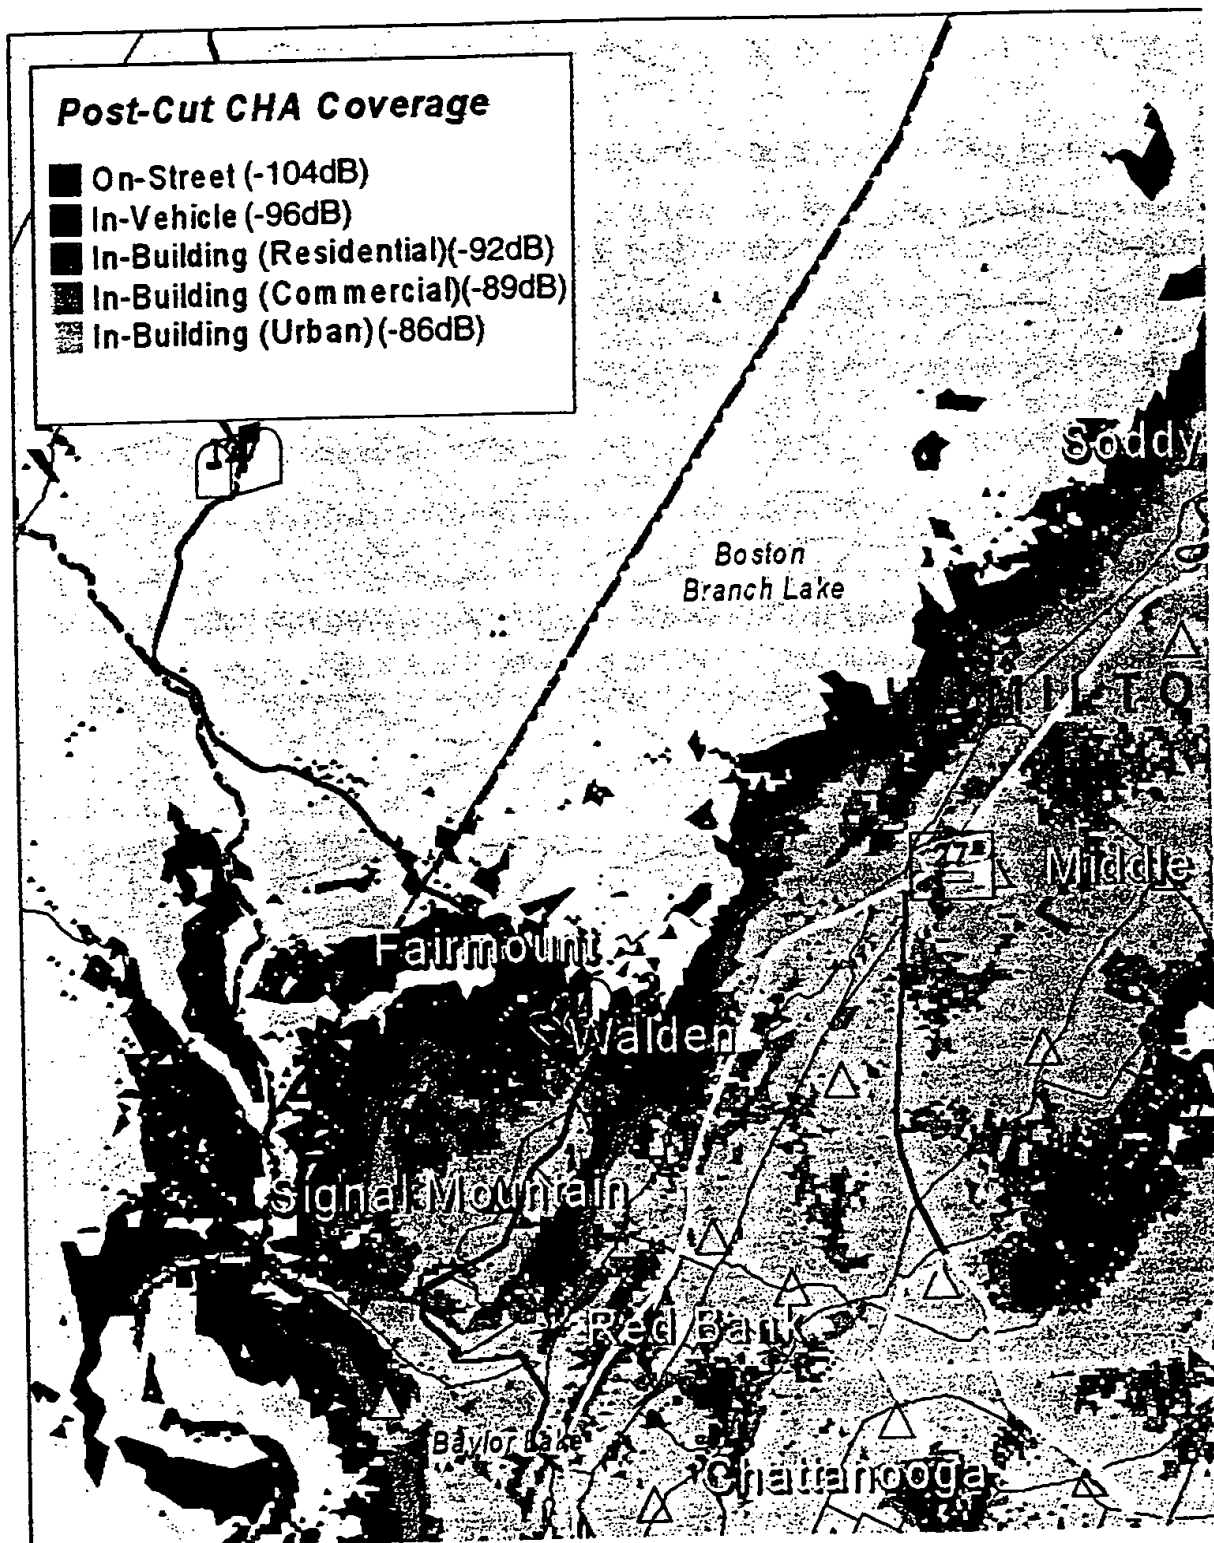 Post-Cut CHA Coverage
On-Street (-104dB)
In-Vehicle (-96dB)
In-Building (Residential)(-92dB)
In-Building (Commercial)(-89dB)
In-Building (Urban)(-86dB)
Soddy
Boston
Branch Lake
27
Middle
Fairmount
Walden
Signal Mountain
Red Bank
Baylor Lake
Chattanooga